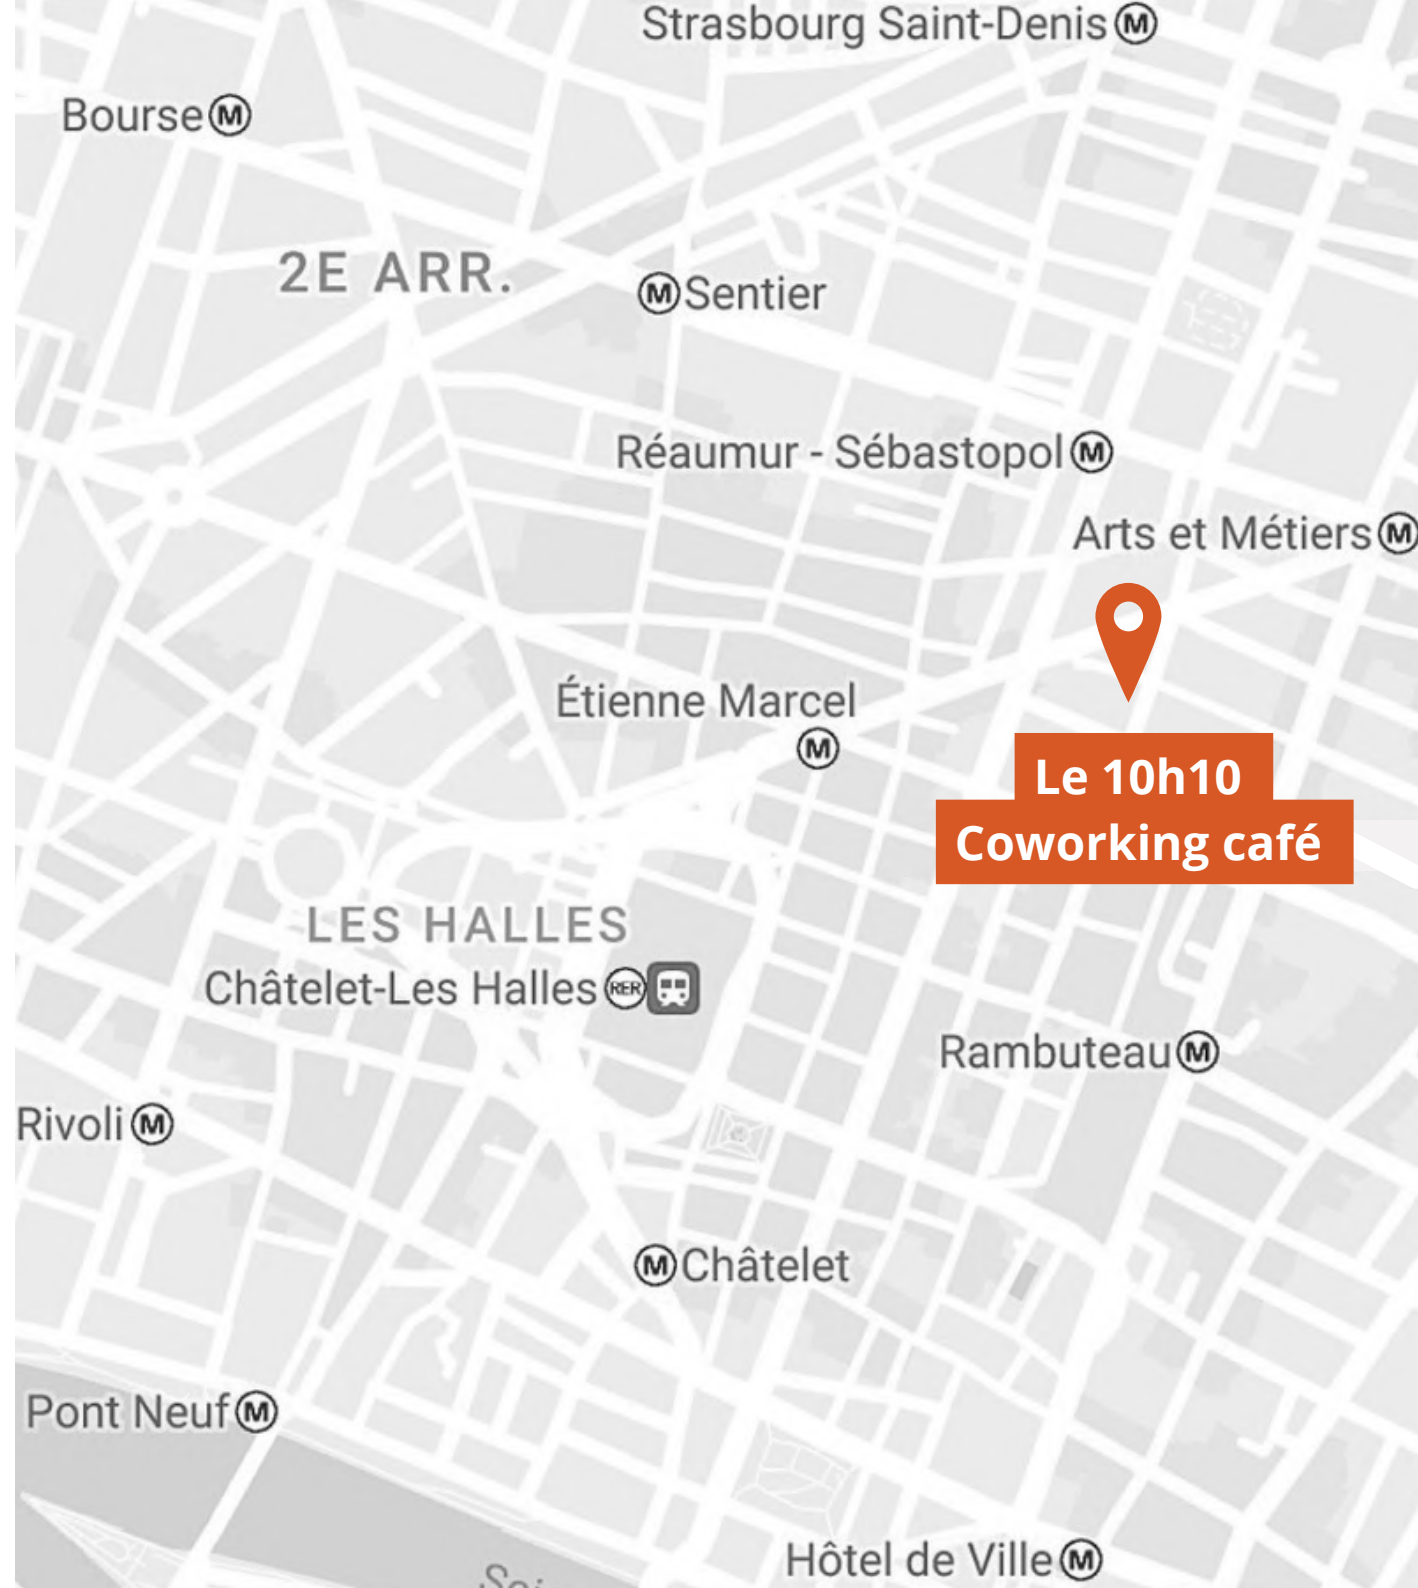 Strasbourg Saint-Denis M
Bourse M
2E ARR.
M Sentier
Réaumur - Sébastopol M
Arts et Métiers M
Étienne Marcel
M
Le 10h10
Coworking café
LES HALLES
Châtelet-Les Halles RER
Rambuteau M
Rivoli M
M Châtelet
Pont Neuf M
Hôtel de Ville M